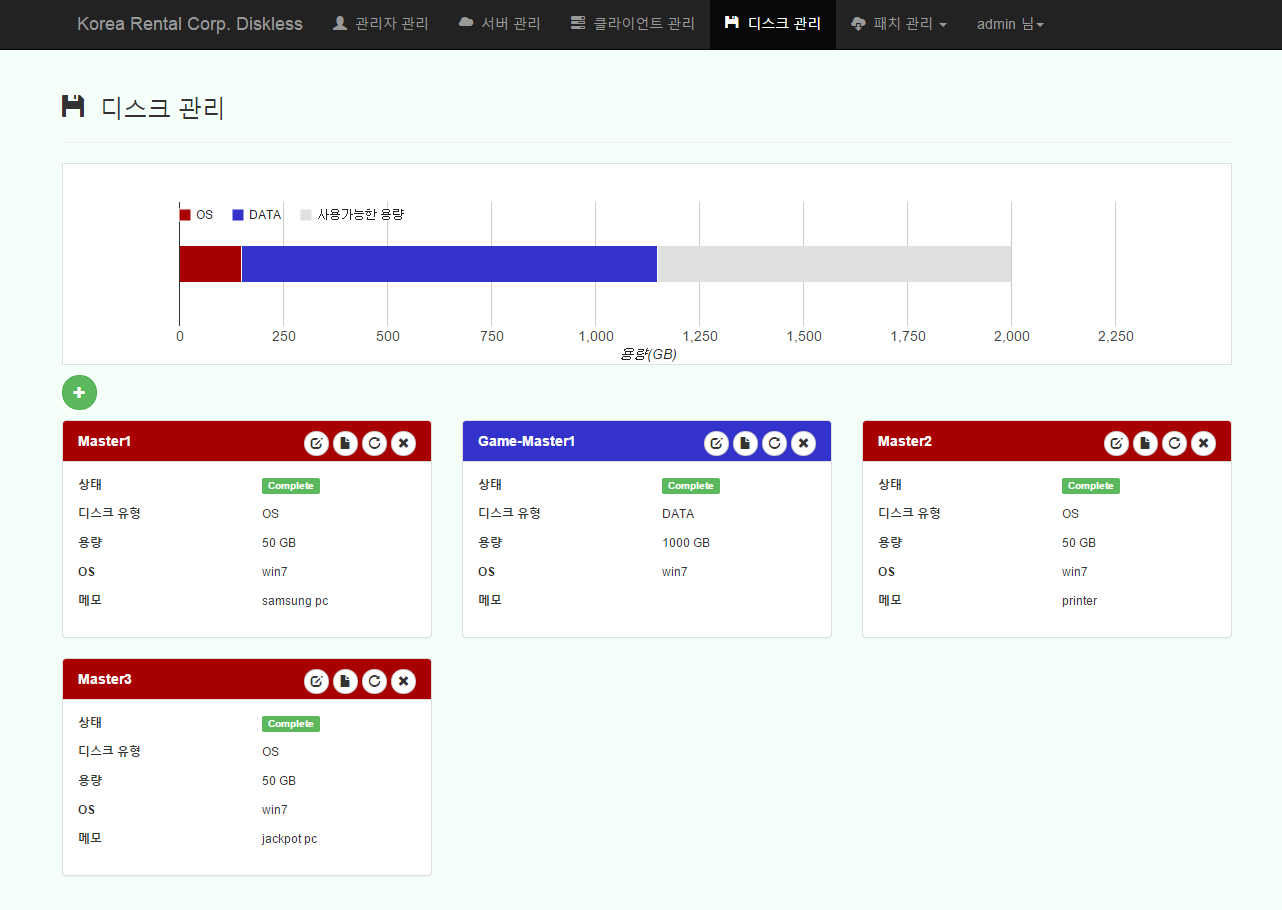 Korea Rental Corp. Diskless 관리자 관리 서버 관리 클라이언트 관리 디스크 관리 패치 관리 admin 님
디스크 관리
OS DATA 사용가능한 용량
0 250 500 750 1,000 1,250 1,500 1,750 2,000 2,250
용량(GB)
Master1
상태 Complete
디스크 유형 OS
용량 50 GB
OS win7
메모 samsung pc
Game-Master1
상태 Complete
디스크 유형 DATA
용량 1000 GB
OS win7
메모
Master2
상태 Complete
디스크 유형 OS
용량 50 GB
OS win7
메모 printer
Master3
상태 Complete
디스크 유형 OS
용량 50 GB
OS win7
메모 jackpot pc